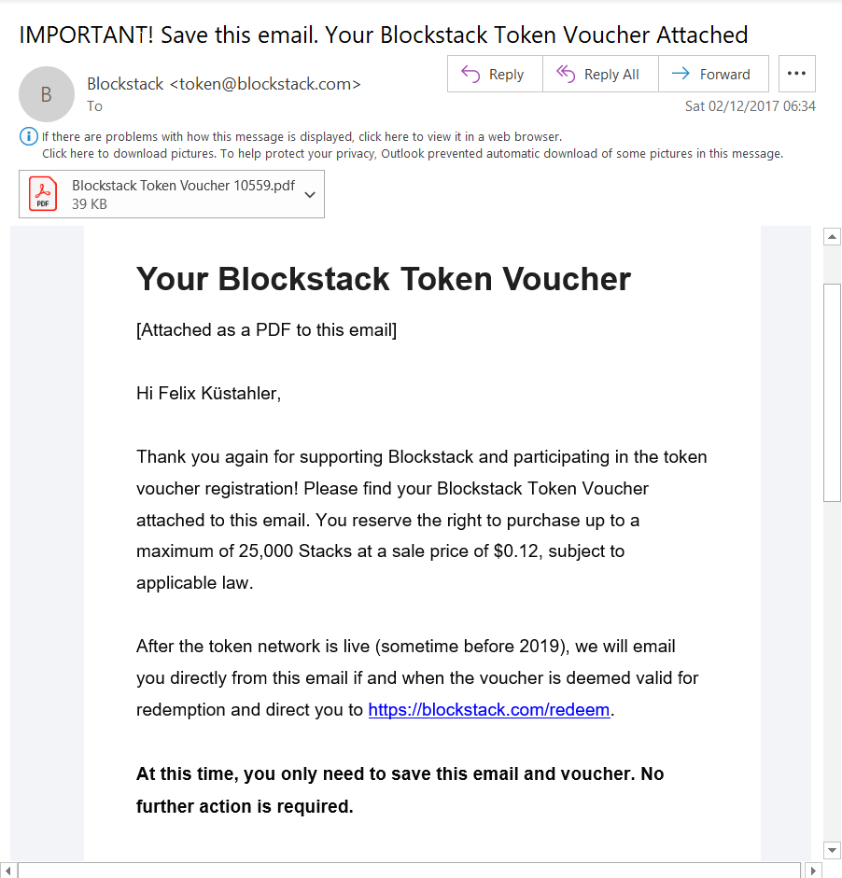 IMPORTANT! Save this email. Your Blockstack Token Voucher Attached
B
Blockstack <token@blockstack.com>
To
Reply
Reply All
Forward
Sat 02/12/2017 06:34
If there are problems with how this message is displayed, click here to view it in a web browser.
Click here to download pictures. To help protect your privacy, Outlook prevented automatic download of some pictures in this message.
PDF
Blockstack Token Voucher 10559.pdf
39 KB
Your Blockstack Token Voucher
[Attached as a PDF to this email]
Hi Felix Küstahler,
Thank you again for supporting Blockstack and participating in the token
voucher registration! Please find your Blockstack Token Voucher
attached to this email. You reserve the right to purchase up to a
maximum of 25,000 Stacks at a sale price of $0.12, subject to
applicable law.
After the token network is live (sometime before 2019), we will email
you directly from this email if and when the voucher is deemed valid for
redemption and direct you to https://blockstack.com/redeem.
At this time, you only need to save this email and voucher. No
further action is required.